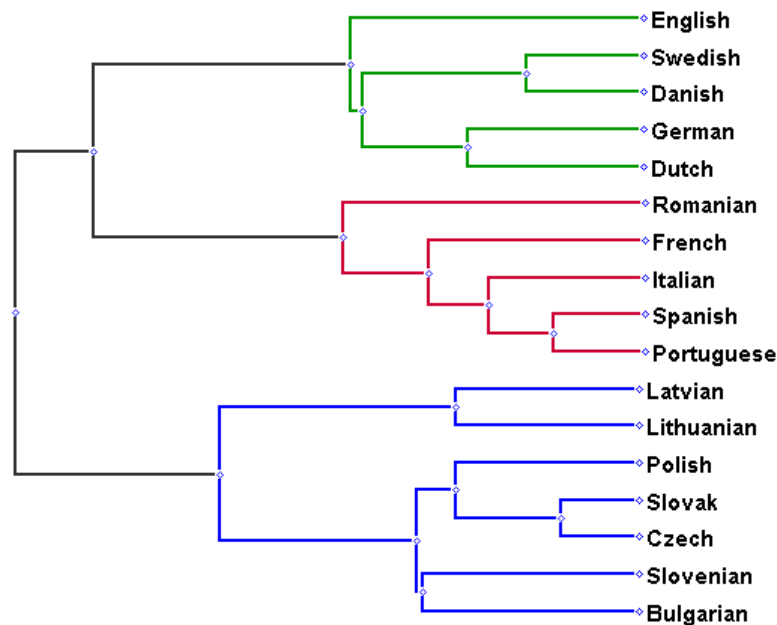 English
Swedish
Danish
German
Dutch
Romanian
French
Italian
Spanish
Portuguese
Latvian
Lithuanian
Polish
Slovak
Czech
Slovenian
Bulgarian